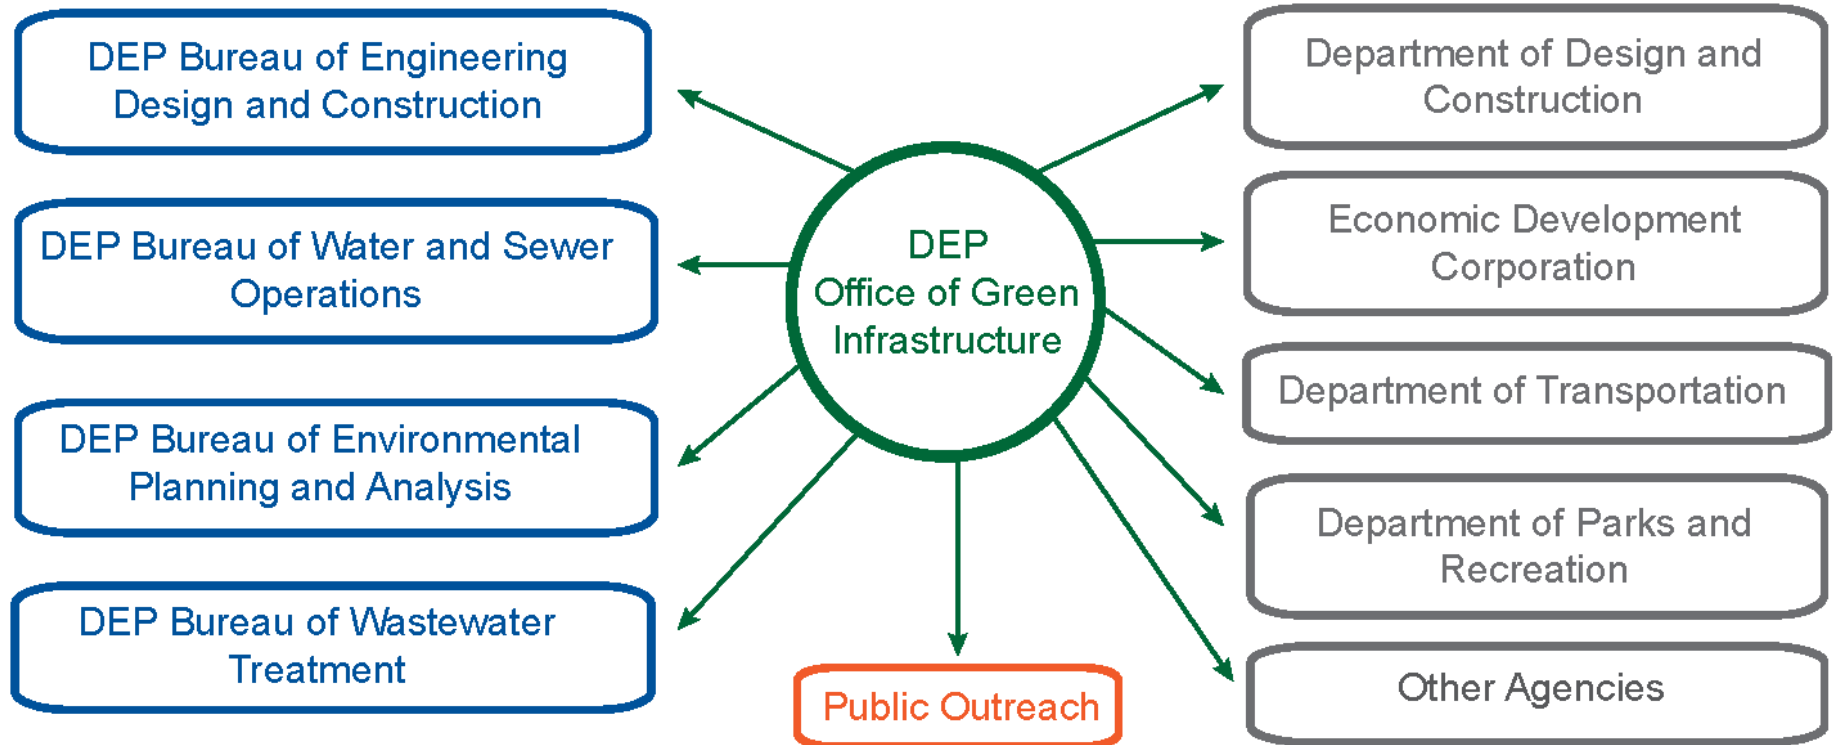 DEP Bureau of Engineering
Design and Construction
DEP Bureau of Water and Sewer
Operations
DEP Bureau of Environmental
Planning and Analysis
DEP Bureau of Wastewater
Treatment
DEP
Office of Green
Infrastructure
Public Outreach
Department of Design and
Construction
Economic Development
Corporation
Department of Transportation
Department of Parks and
Recreation
Other Agencies